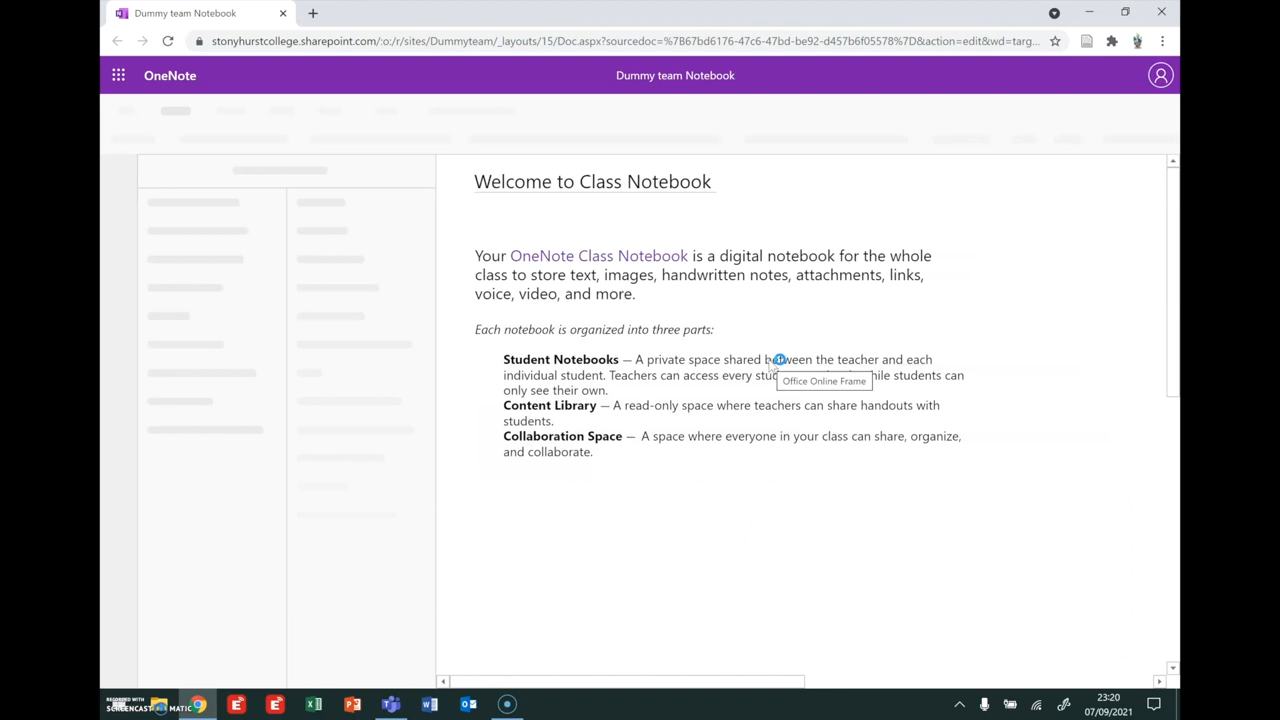 Dummy team Notebook
stonyhurstcollege.sharepoint.com/:o:/r/sites/Dummyteam/_layouts/15/Doc.aspx?sourcedoc=%7B67bd6176-47c6-47bd-be92-d457b6f05578%7D&action=edit&wd=targ...
OneNote
Dummy team Notebook
Welcome to Class Notebook
Your OneNote Class Notebook is a digital notebook for the whole
class to store text, images, handwritten notes, attachments, links,
voice, video, and more.
Each notebook is organized into three parts:
Student Notebooks — A private space shared between the teacher and each
individual student. Teachers can access every while students can
Office Online Frame
only see their own.
Content Library — A read-only space where teachers can share handouts with
students.
Collaboration Space — A space where everyone in your class can share, organize,
and collaborate.
RECORDED WITH
SCREENCAST MATIC
23:20
07/09/2021